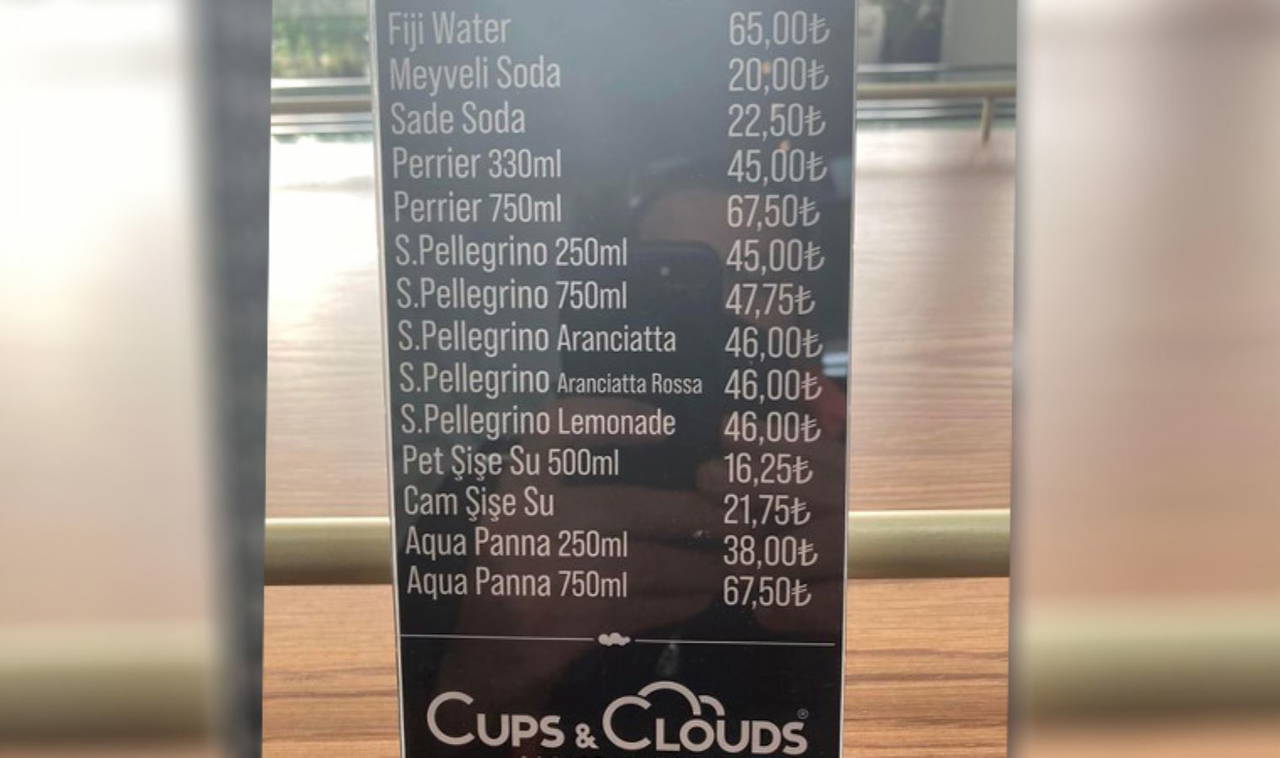 Fiji Water 65,00₺
Meyveli Soda 20,00₺
Sade Soda 22,50₺
Perrier 330ml 45,00₺
Perrier 750ml 67,50₺
S.Pellegrino 250ml 45,00₺
S.Pellegrino 750ml 47,75₺
S.Pellegrino Aranciatta 46,00₺
S.Pellegrino Aranciatta Rossa 46,00₺
S.Pellegrino Lemonade 46,00₺
Pet Şişe Su 500ml 16,25₺
Cam Şişe Su 21,75₺
Aqua Panna 250ml 38,00₺
Aqua Panna 750ml 67,50₺
CUPS & CLOUDS®